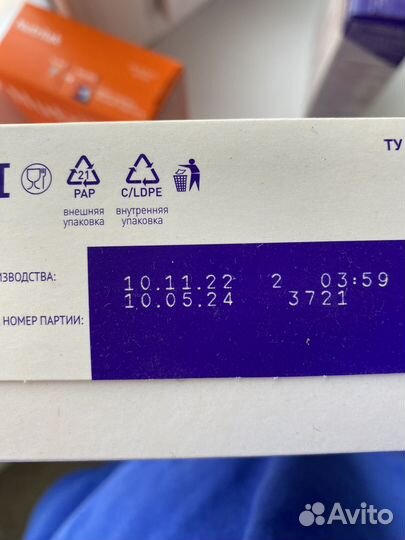 Nutrilak
ТУ
21
PAP
C/LDPE
внешняя
упаковка
внутренняя
упаковка
ИЗВОДСТВА:
10.11.22 2 03:59
10.05.24 3721
НОМЕР ПАРТИИ:
Avito